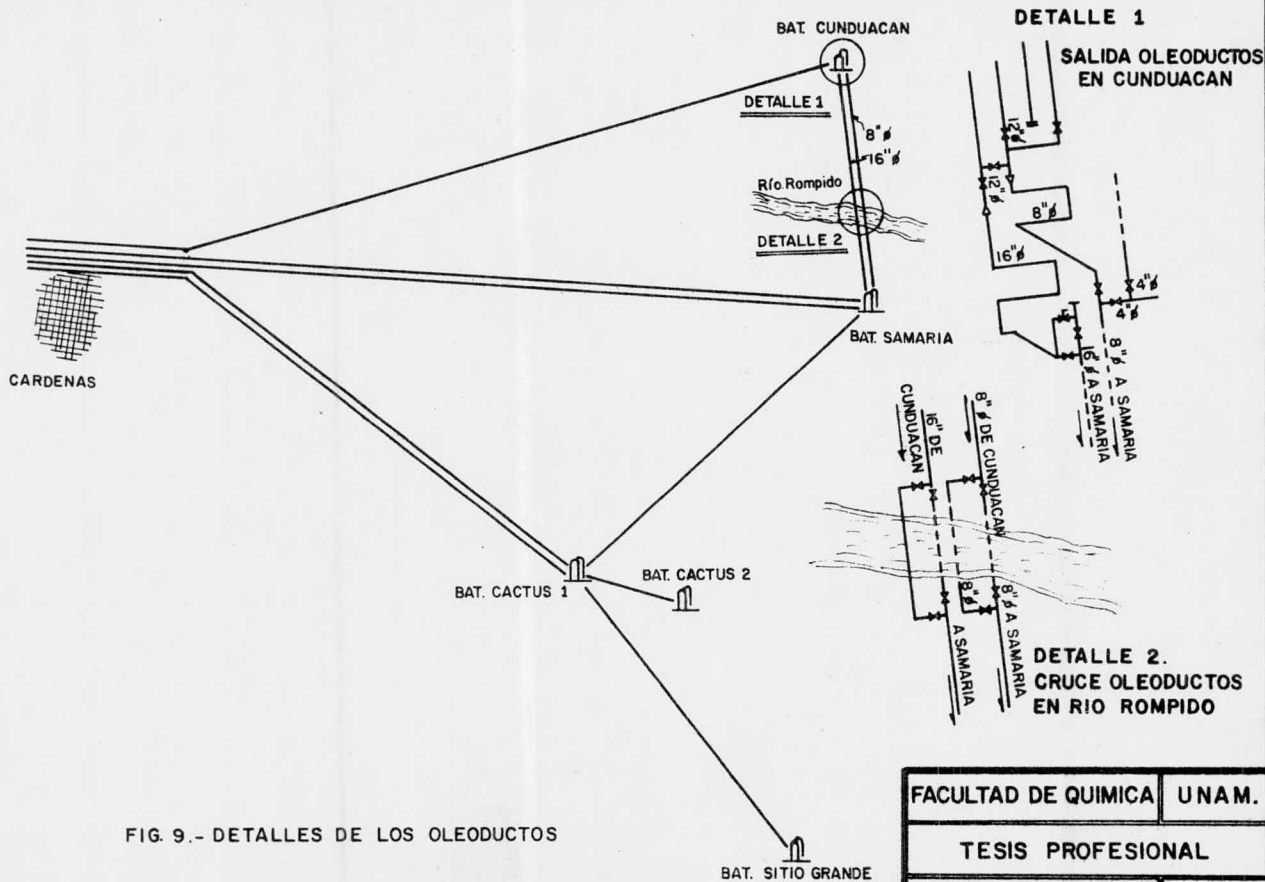 BAT. CUNDUACAN
DETALLE 1
8" ø
16" ø
Río Rompido
DETALLE 2
BAT. SAMARIA
CARDENAS
BAT. CACTUS 1
BAT. CACTUS 2
BAT. SITIO GRANDE
DETALLE 1
SALIDA OLEODUCTOS
EN CUNDUACAN
12" ø
12" ø
8" ø
16" ø
4" ø
4" ø
16" ø A SAMARIA
8" ø A SAMARIA
16" DE
CUNDUACAN
8" ø DE CUNDUACAN
8" ø
A SAMARIA
8" ø A SAMARIA
DETALLE 2.
CRUCE OLEODUCTOS
EN RIO ROMPIDO
FIG. 9.- DETALLES DE LOS OLEODUCTOS
FACULTAD DE QUIMICA UNAM.
TESIS PROFESIONAL